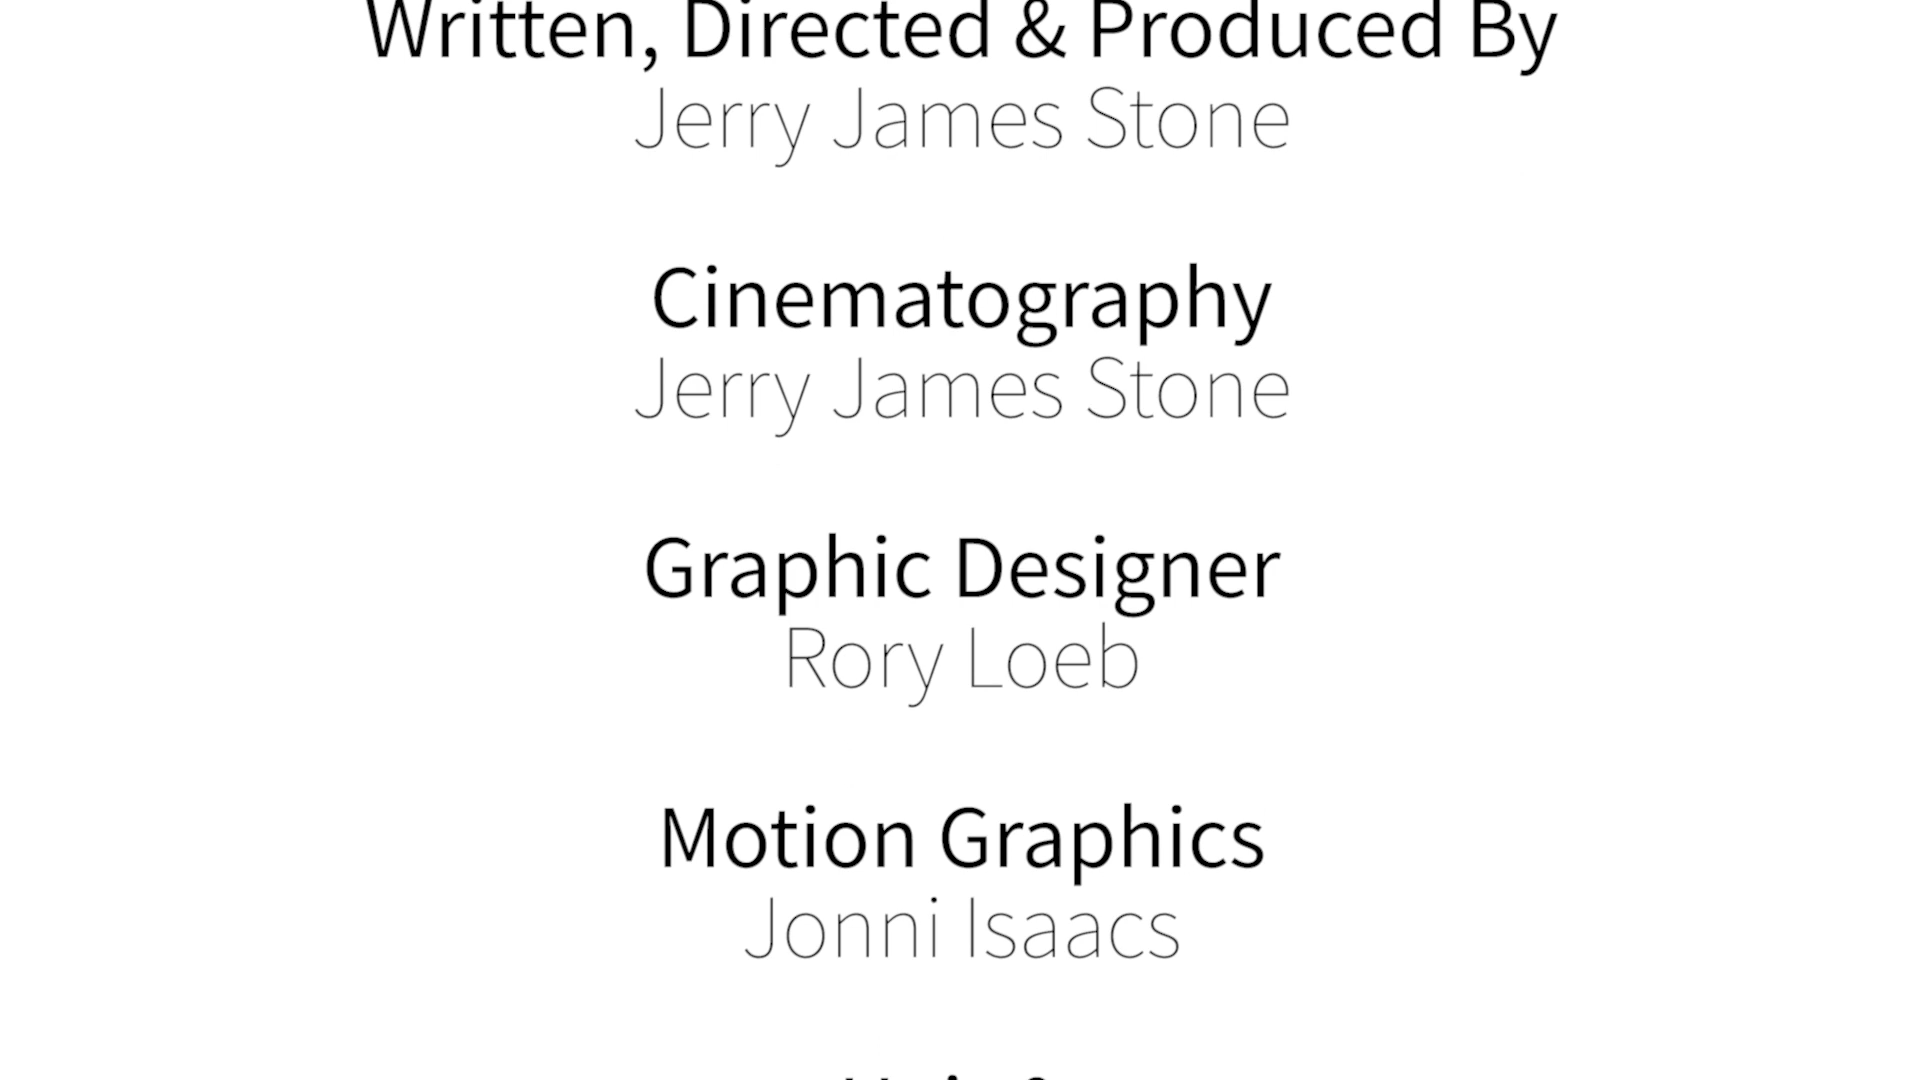 Written, Directed & Produced By
Jerry James Stone
Cinematography
Jerry James Stone
Graphic Designer
Rory Loeb
Motion Graphics
Jonni Isaacs